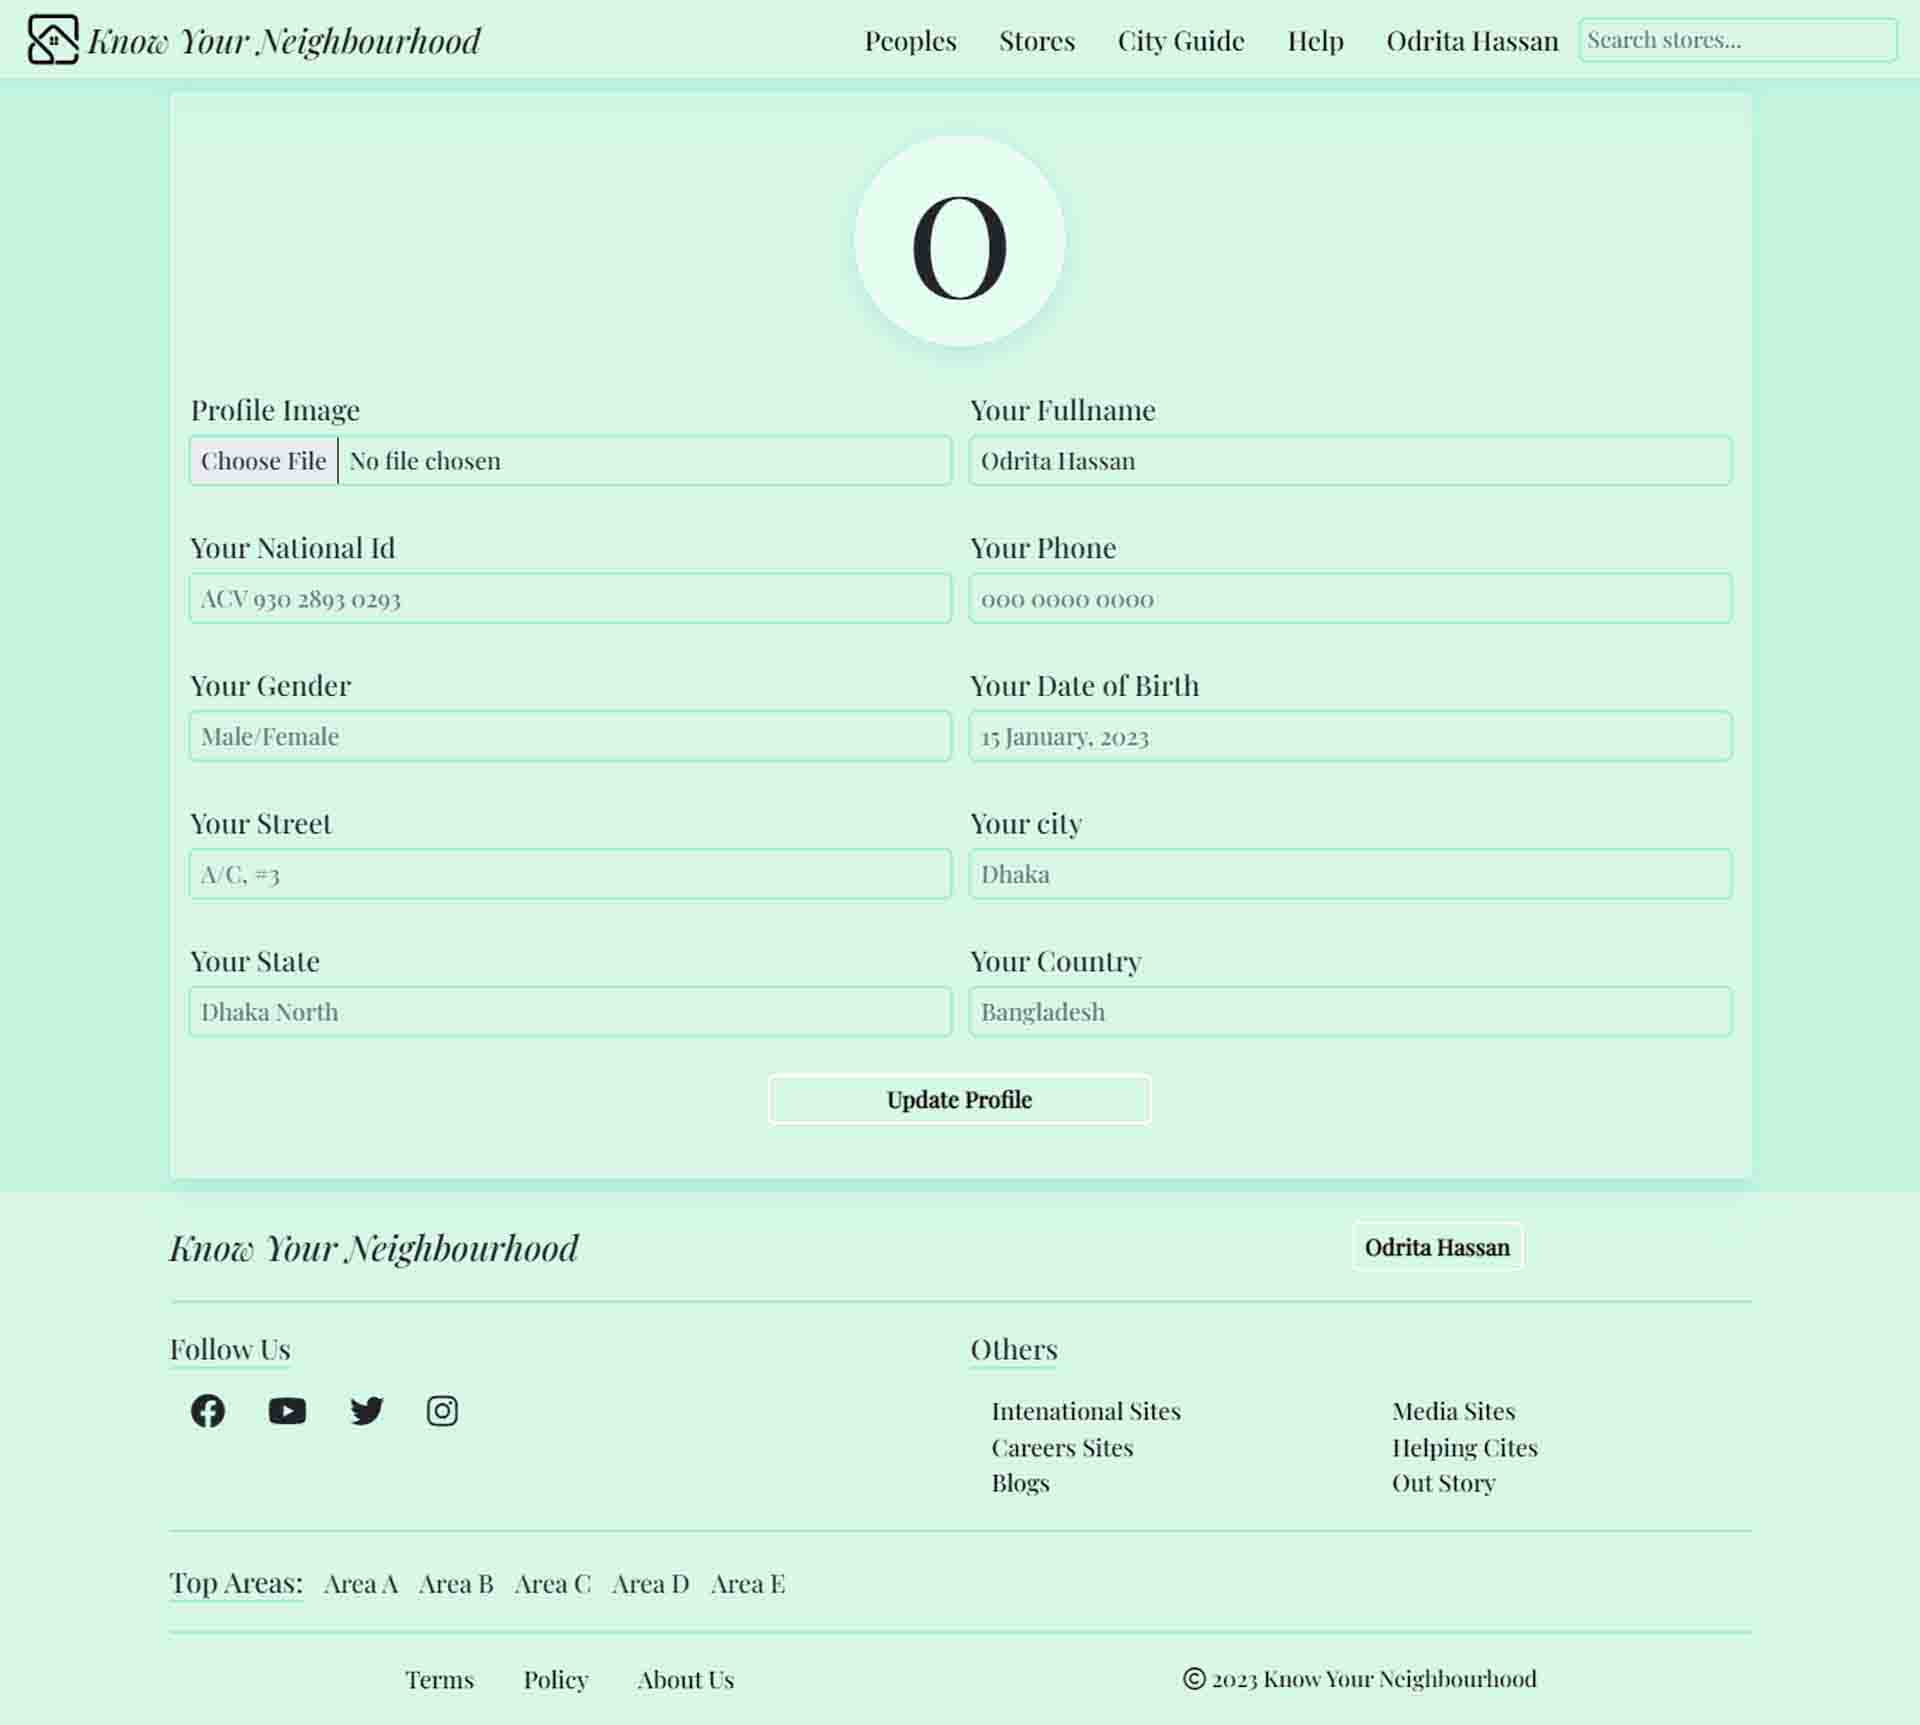 Know Your Neighbourhood Peoples Stores City Guide Help Odrita Hassan Search stores...
O
Profile Image Your Fullname
Choose File No file chosen Odrita Hassan
Your National Id Your Phone
ACV 930 2893 0293 000 0000 0000
Your Gender Your Date of Birth
Male/Female 15 January, 2023
Your Street Your city
A/C, #3 Dhaka
Your State Your Country
Dhaka North Bangladesh
Update Profile
Know Your Neighbourhood Odrita Hassan
Follow Us Others
Intenational Sites Media Sites
Careers Sites Helping Cites
Blogs Out Story
Top Areas: Area A Area B Area C Area D Area E
Terms Policy About Us © 2023 Know Your Neighbourhood